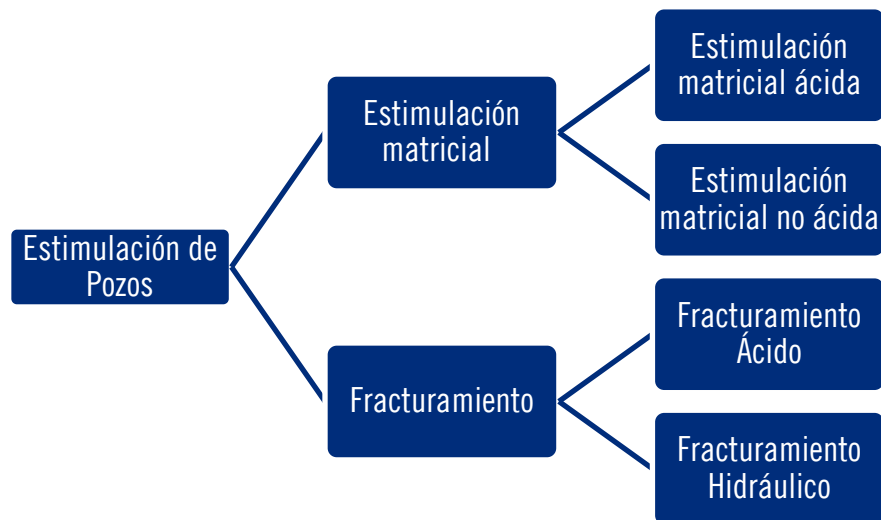 Estimulación
matricial ácida
Estimulación
matricial
Estimulación
matricial no ácida
Estimulación de
Pozos
Fracturamiento
Ácido
Fracturamiento
Fracturamiento
Hidráulico